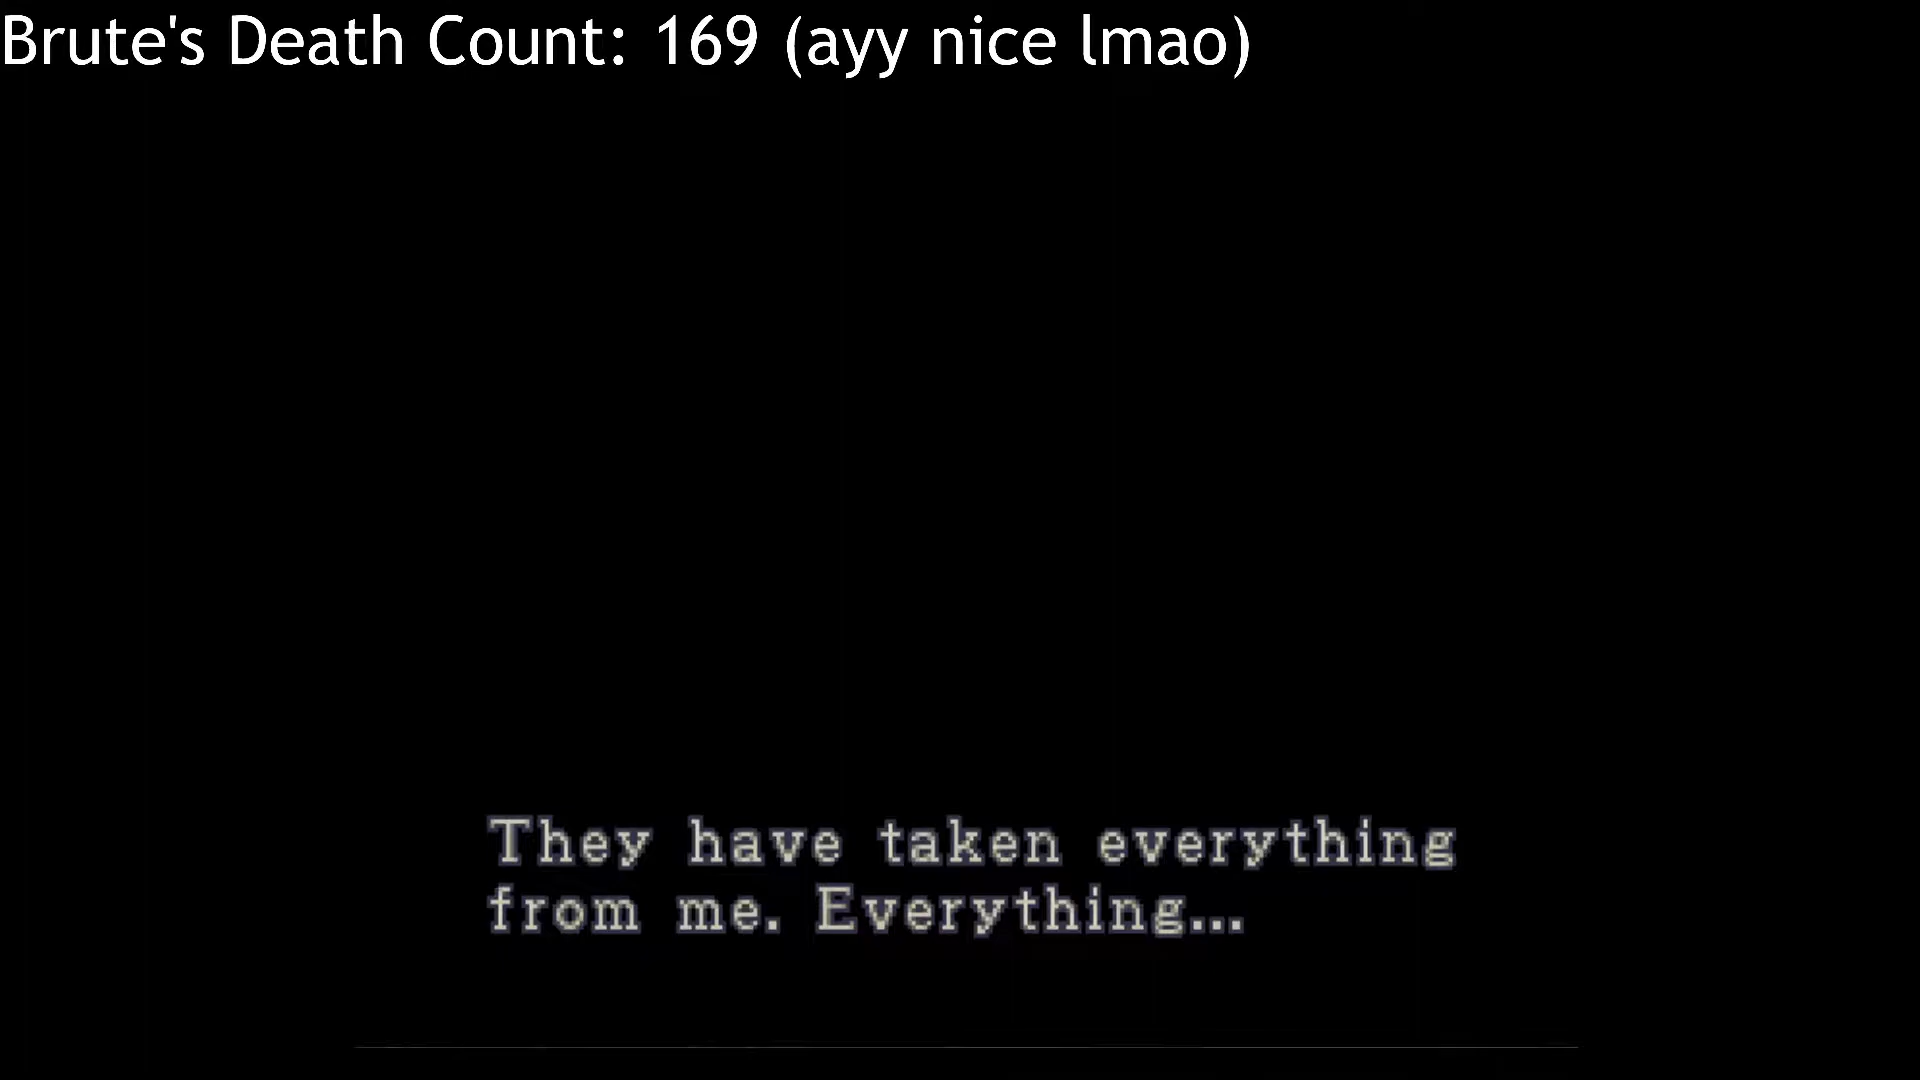 Brute's Death Count: 169 (ayy nice lmao)
They have taken everything
from me. Everything...